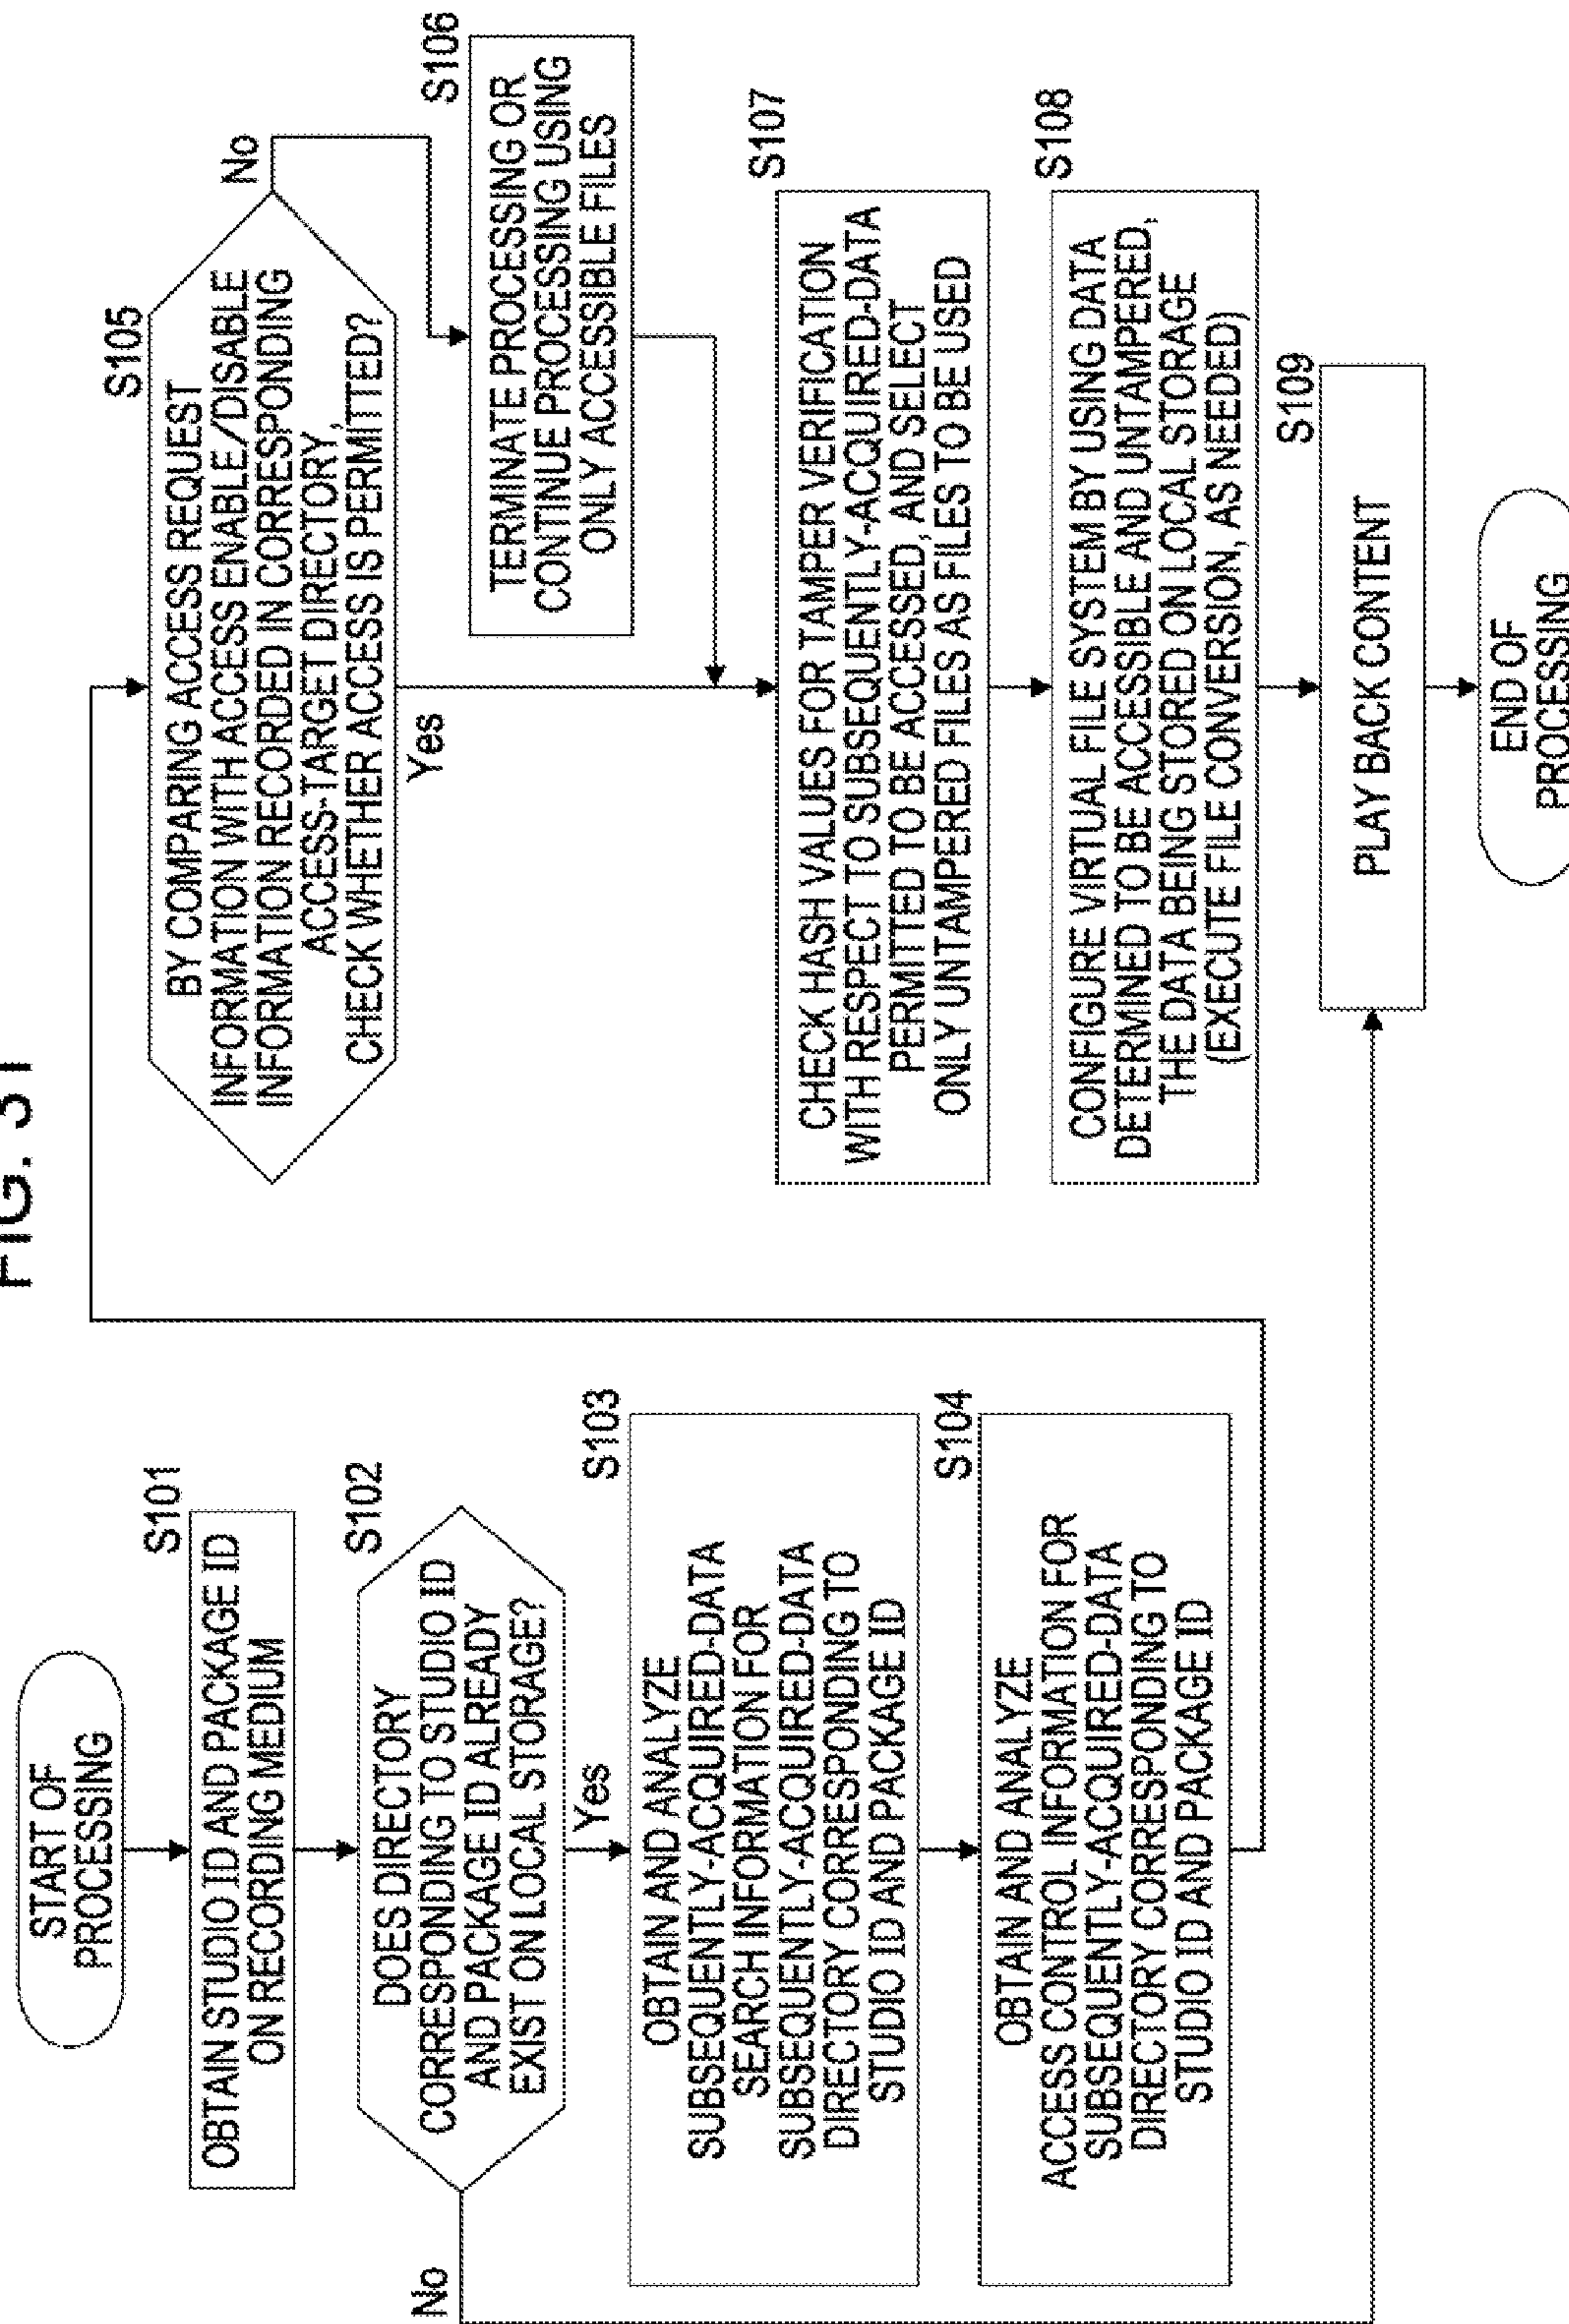 FIG. 31
START OF
PROCESSING
S101
OBTAIN STUDIO ID AND PACKAGE ID
ON RECORDING MEDIUM
S102
DOES DIRECTORY
CORRESPONDING TO STUDIO ID
AND PACKAGE ID ALREADY
EXIST ON LOCAL STORAGE?
No
Yes
S103
OBTAIN AND ANALYZE
SUBSEQUENTLY-ACQUIRED-DATA
SEARCH INFORMATION FOR
SUBSEQUENTLY-ACQUIRED-DATA
DIRECTORY CORRESPONDING TO
STUDIO ID AND PACKAGE ID
S104
OBTAIN AND ANALYZE
ACCESS CONTROL INFORMATION FOR
SUBSEQUENTLY-ACQUIRED-DATA
DIRECTORY CORRESPONDING TO
STUDIO ID AND PACKAGE ID
S105
BY COMPARING ACCESS REQUEST
INFORMATION WITH ACCESS ENABLE/DISABLE
INFORMATION RECORDED IN CORRESPONDING
ACCESS-TARGET DIRECTORY,
CHECK WHETHER ACCESS IS PERMITTED?
No
Yes
S106
TERMINATE PROCESSING OR
CONTINUE PROCESSING USING
ONLY ACCESSIBLE FILES
S107
CHECK HASH VALUES FOR TAMPER VERIFICATION
WITH RESPECT TO SUBSEQUENTLY-ACQUIRED-DATA
PERMITTED TO BE ACCESSED, AND SELECT
ONLY UNTAMPERED FILES AS FILES TO BE USED
S108
CONFIGURE VIRTUAL FILE SYSTEM BY USING DATA
DETERMINED TO BE ACCESSIBLE AND UNTAMPERED,
THE DATA BEING STORED ON LOCAL STORAGE
(EXECUTE FILE CONVERSION, AS NEEDED)
S109
PLAY BACK CONTENT
END OF
PROCESSING